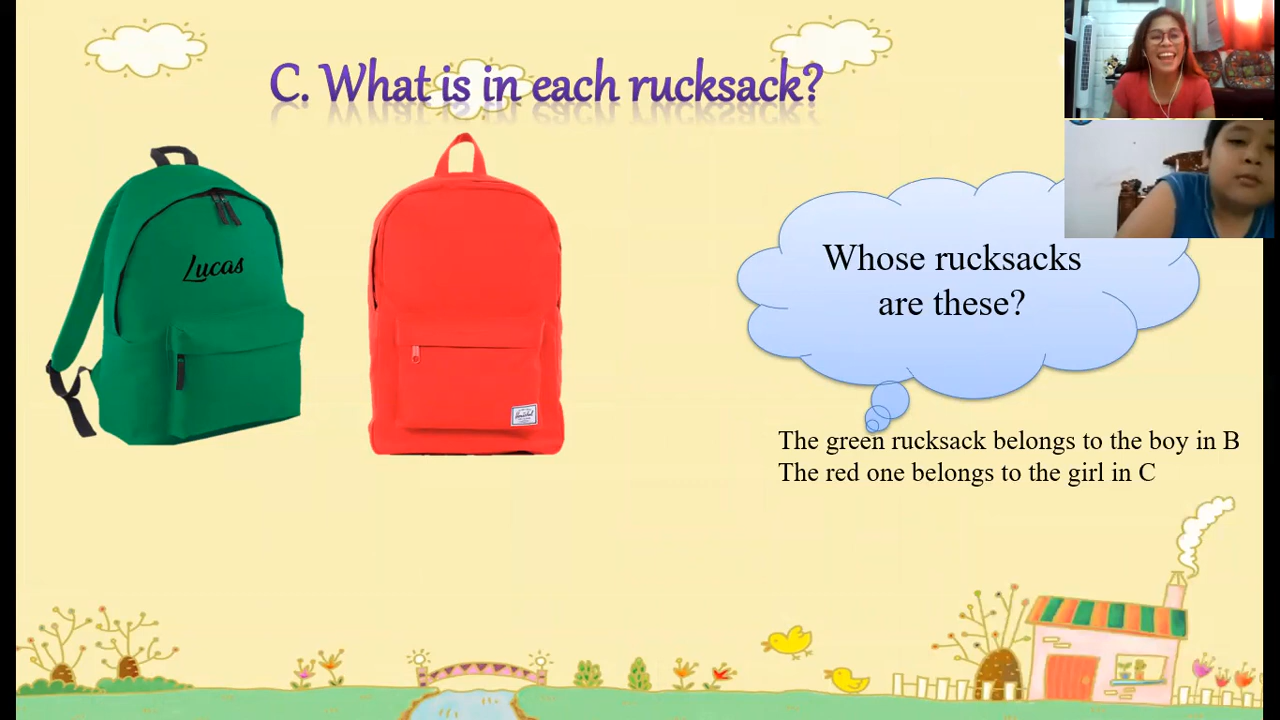 C. What is in each rucksack?
Lucas
Herschel
Whose rucksacks
are these?
The green rucksack belongs to the boy in B
The red one belongs to the girl in C